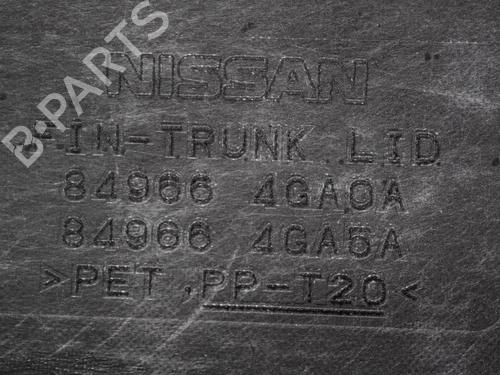 B-PARTS
NISSAN
FIN-TRUNK LID
84966 4GA0A
84966 4GA5A
>PET,PP-T20<